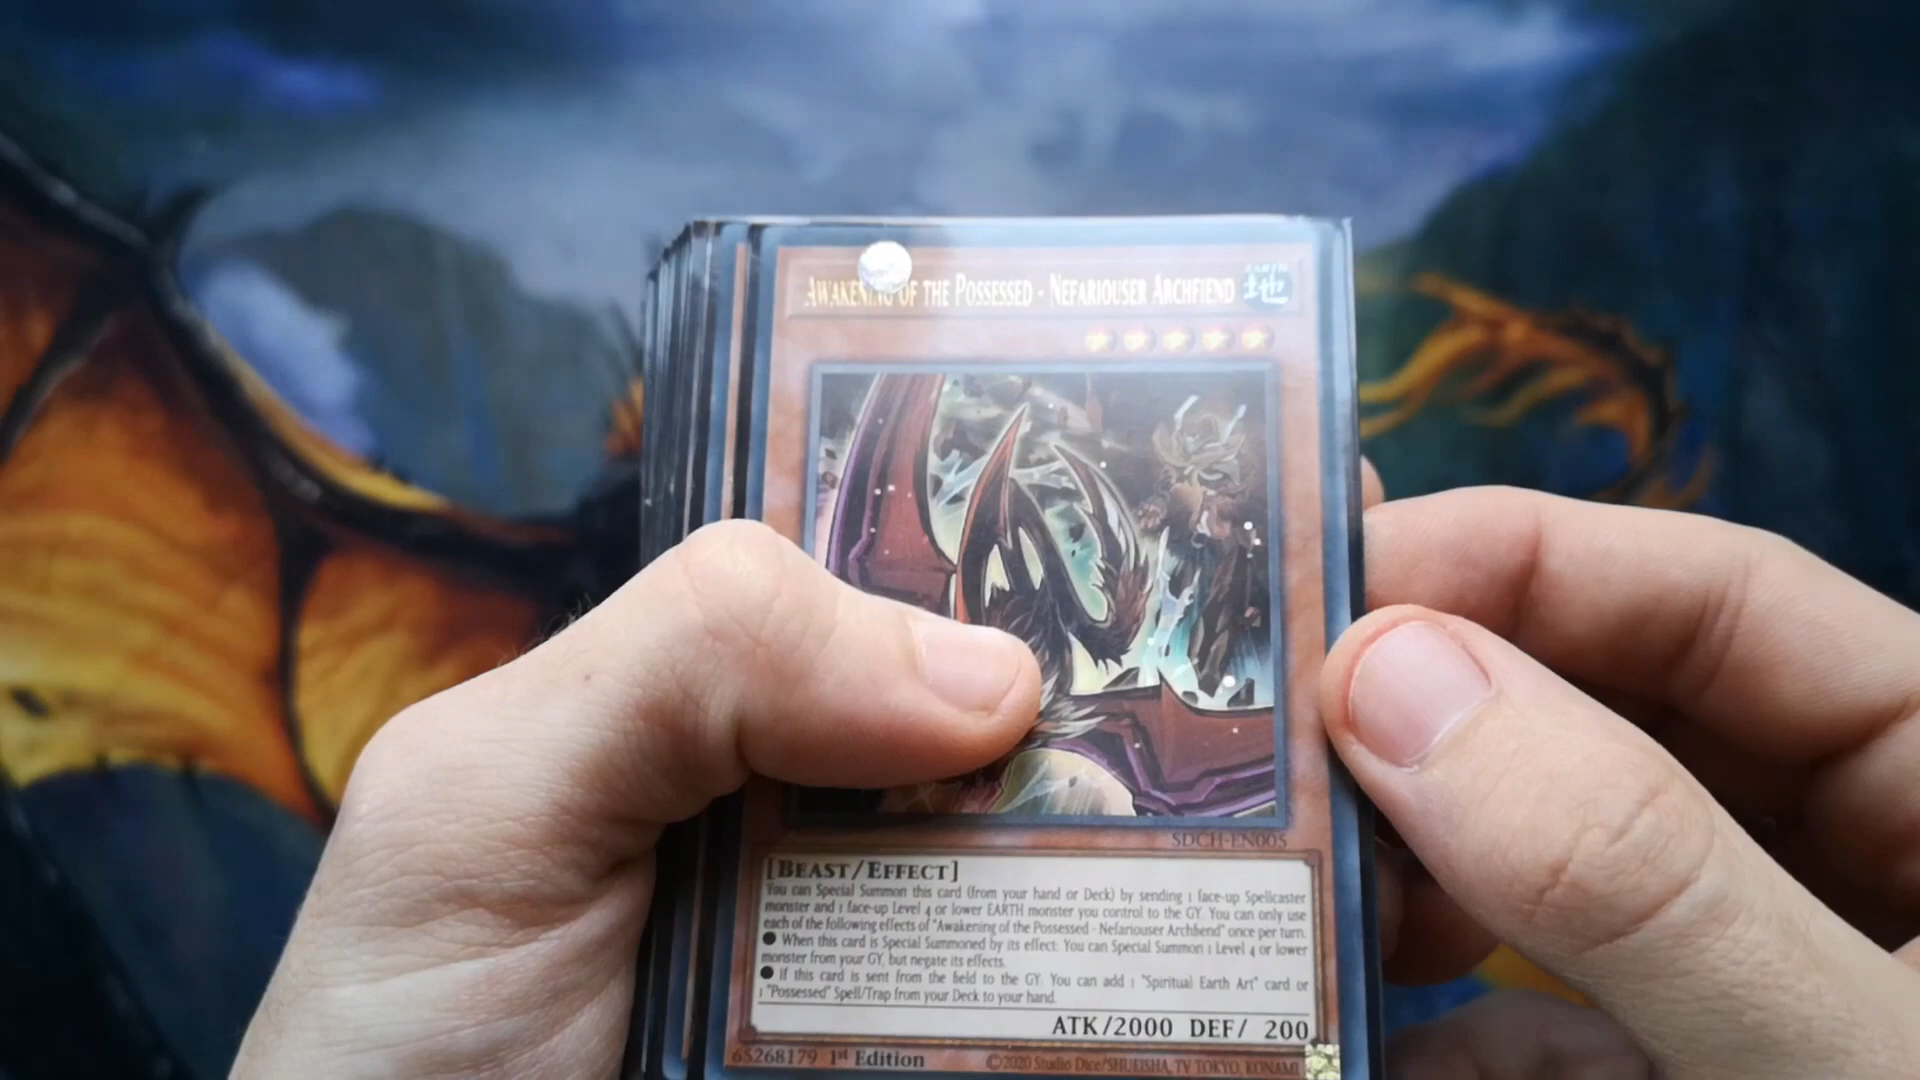 AWAKENING OF THE POSSESSED - NEFARIOUSER ARCHFIEND
EARTH
地
SDCH-EN005
[BEAST/EFFECT]
You can Special Summon this card (from your hand or Deck) by sending 1 face-up Spellcaster
monster and 1 face-up Level 4 or lower EARTH monster you control to the GY. You can only use
each of the following effects of "Awakening of the Possessed - Nefariouser Archfiend" once per turn.
● When this card is Special Summoned by its effect: You can Special Summon 1 Level 4 or lower
monster from your GY, but negate its effects.
● If this card is sent from the field to the GY: You can add 1 "Spiritual Earth Art" card or
1 "Possessed" Spell/Trap from your Deck to your hand.
ATK/2000 DEF/ 200
65268179 1st Edition ©2020 Studio Dice/SHUEISHA, TV TOKYO, KONAMI